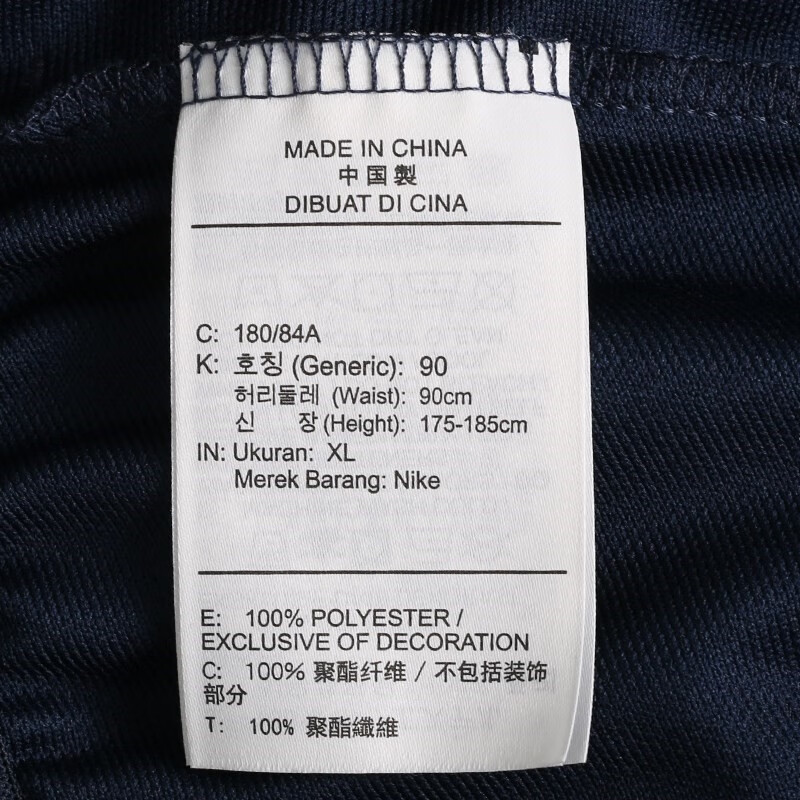 MADE IN CHINA
中国製
DIBUAT DI CINA
C: 180/84A
K: 호칭 (Generic): 90
허리둘레 (Waist): 90cm
신 장 (Height): 175-185cm
IN: Ukuran: XL
Merek Barang: Nike
E: 100% POLYESTER /
EXCLUSIVE OF DECORATION
C: 100% 聚酯纤维 / 不包括装饰
部分
T: 100% 聚酯纖維